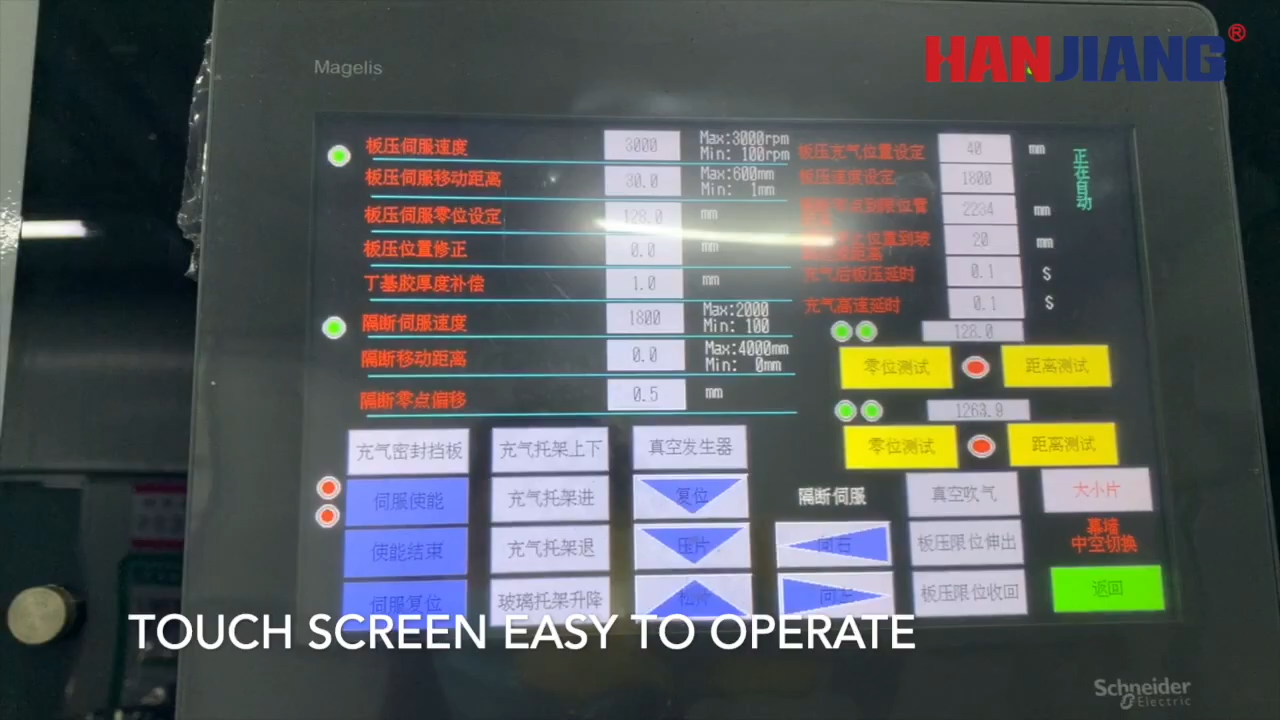 HANJIANG®
Magelis
板压伺服速度 3000 Max:3000rpm Min: 100rpm
板压伺服移动距离 30.0 Max:600mm Min: 1mm
板压伺服零位设定 128.0 mm
板压位置修正 0.0 mm
丁基胶厚度补偿 1.0 mm
隔断伺服速度 1800 Max:2000 Min: 100
隔断移动距离 0.0 Max:4000mm Min: 0mm
隔断零点偏移 0.5 mm
板压充气位置设定 40 mm
板压速度设定 1800
2234 mm
20 mm
充气后板压延时 0.1 S
充气高速延时 0.1 S
正在自动
128.0
零位测试 距离测试
1260.9
零位测试 距离测试
充气密封挡板 充气托架上下 真空发生器
伺服使能 充气托架进 复位 隔断伺服 真空吹气 大小片
使能结束 充气托架退 压片 向右 板压限位伸出 幕墙
中空切换
伺服复位 玻璃托架升降 向左 板压限位收回 返回
TOUCH SCREEN EASY TO OPERATE
Schneider
Electric